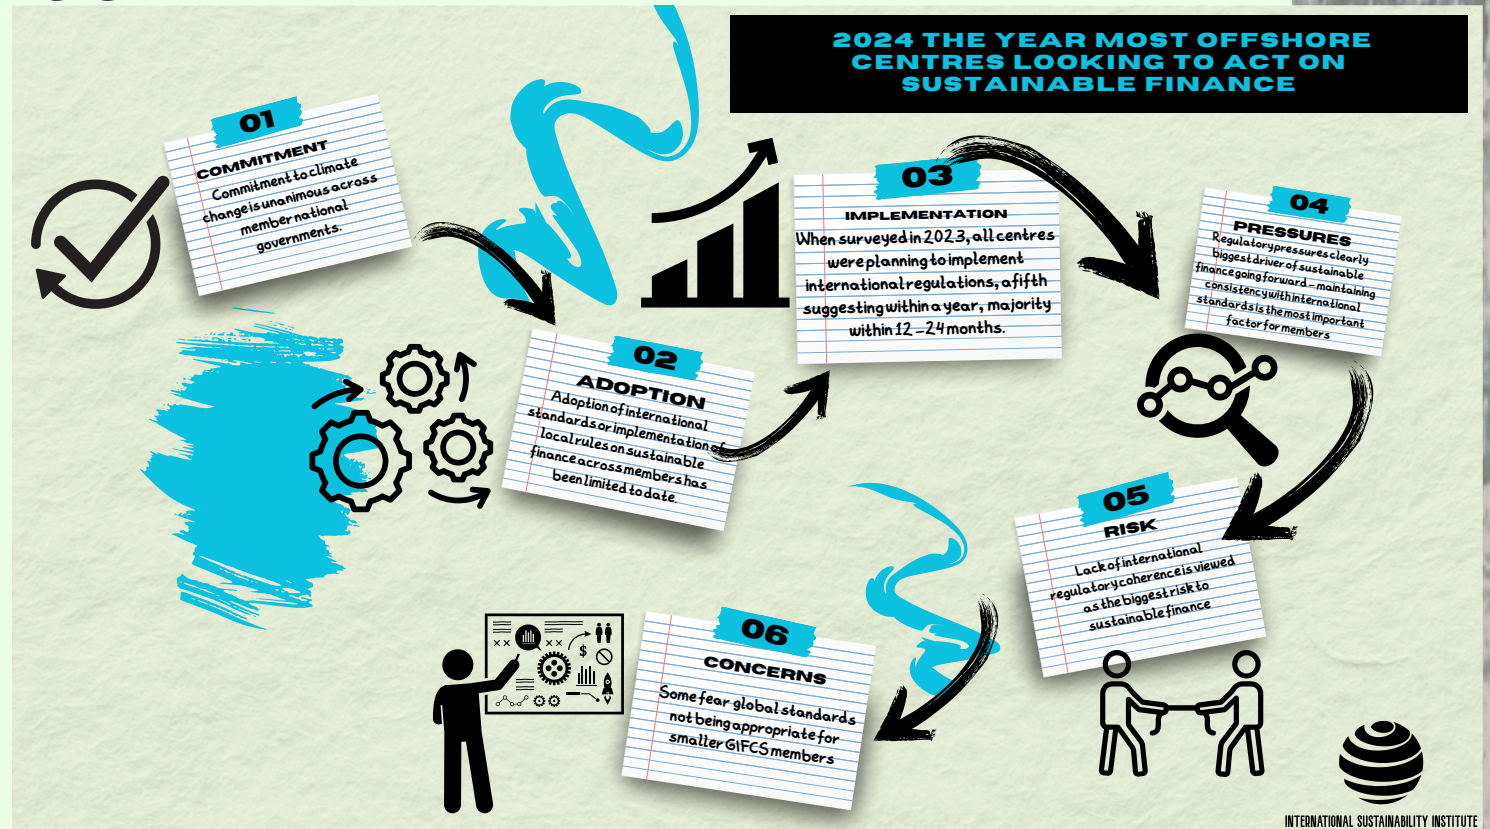 2024 THE YEAR MOST OFFSHORE
CENTRES LOOKING TO ACT ON
SUSTAINABLE FINANCE
01
COMMITMENT
Commitment to climate
change is unanimous across
member national
governments.
02
ADOPTION
Adoption of international
standards or implementation of
local rules on sustainable
finance across members has
been limited to date.
03
IMPLEMENTATION
When surveyed in 2023, all centres
were planning to implement
international regulations, a fifth
suggesting within a year, majority
within 12 - 24 months.
04
PRESSURES
Regulatory pressures clearly
biggest driver of sustainable
finance going forward - maintaining
consistency with international
standards is the most important
factor for members
05
RISK
Lack of international
regulatory coherence is viewed
as the biggest risk to
sustainable finance
06
CONCERNS
Some fear global standards
not being appropriate for
smaller GIFCS members
$
INTERNATIONAL SUSTAINABILITY INSTITUTE